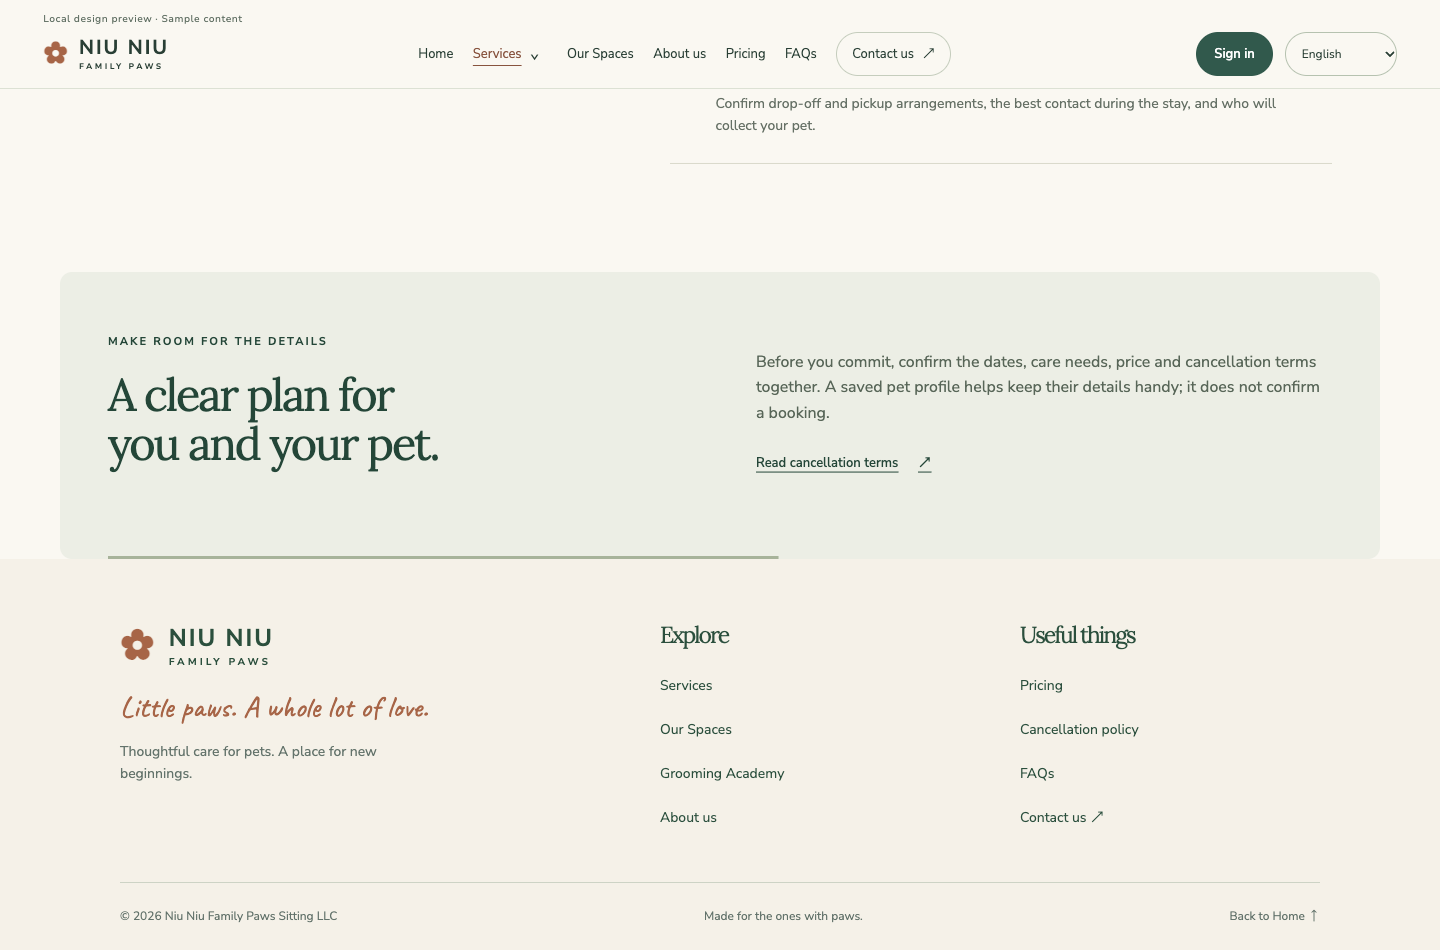 Local design preview · Sample content
NIU NIU
FAMILY PAWS
Home
Services
Our Spaces
About us
Pricing
FAQs
Contact us ↗
Sign in
English
Confirm drop-off and pickup arrangements, the best contact during the stay, and who will
collect your pet.
MAKE ROOM FOR THE DETAILS
A clear plan for
you and your pet.
Before you commit, confirm the dates, care needs, price and cancellation terms
together. A saved pet profile helps keep their details handy; it does not confirm
a booking.
Read cancellation terms ↗
NIU NIU
FAMILY PAWS
Little paws. A whole lot of love.
Thoughtful care for pets. A place for new
beginnings.
Explore
Services
Our Spaces
Grooming Academy
About us
Useful things
Pricing
Cancellation policy
FAQs
Contact us ↗
© 2026 Niu Niu Family Paws Sitting LLC
Made for the ones with paws.
Back to Home ↑